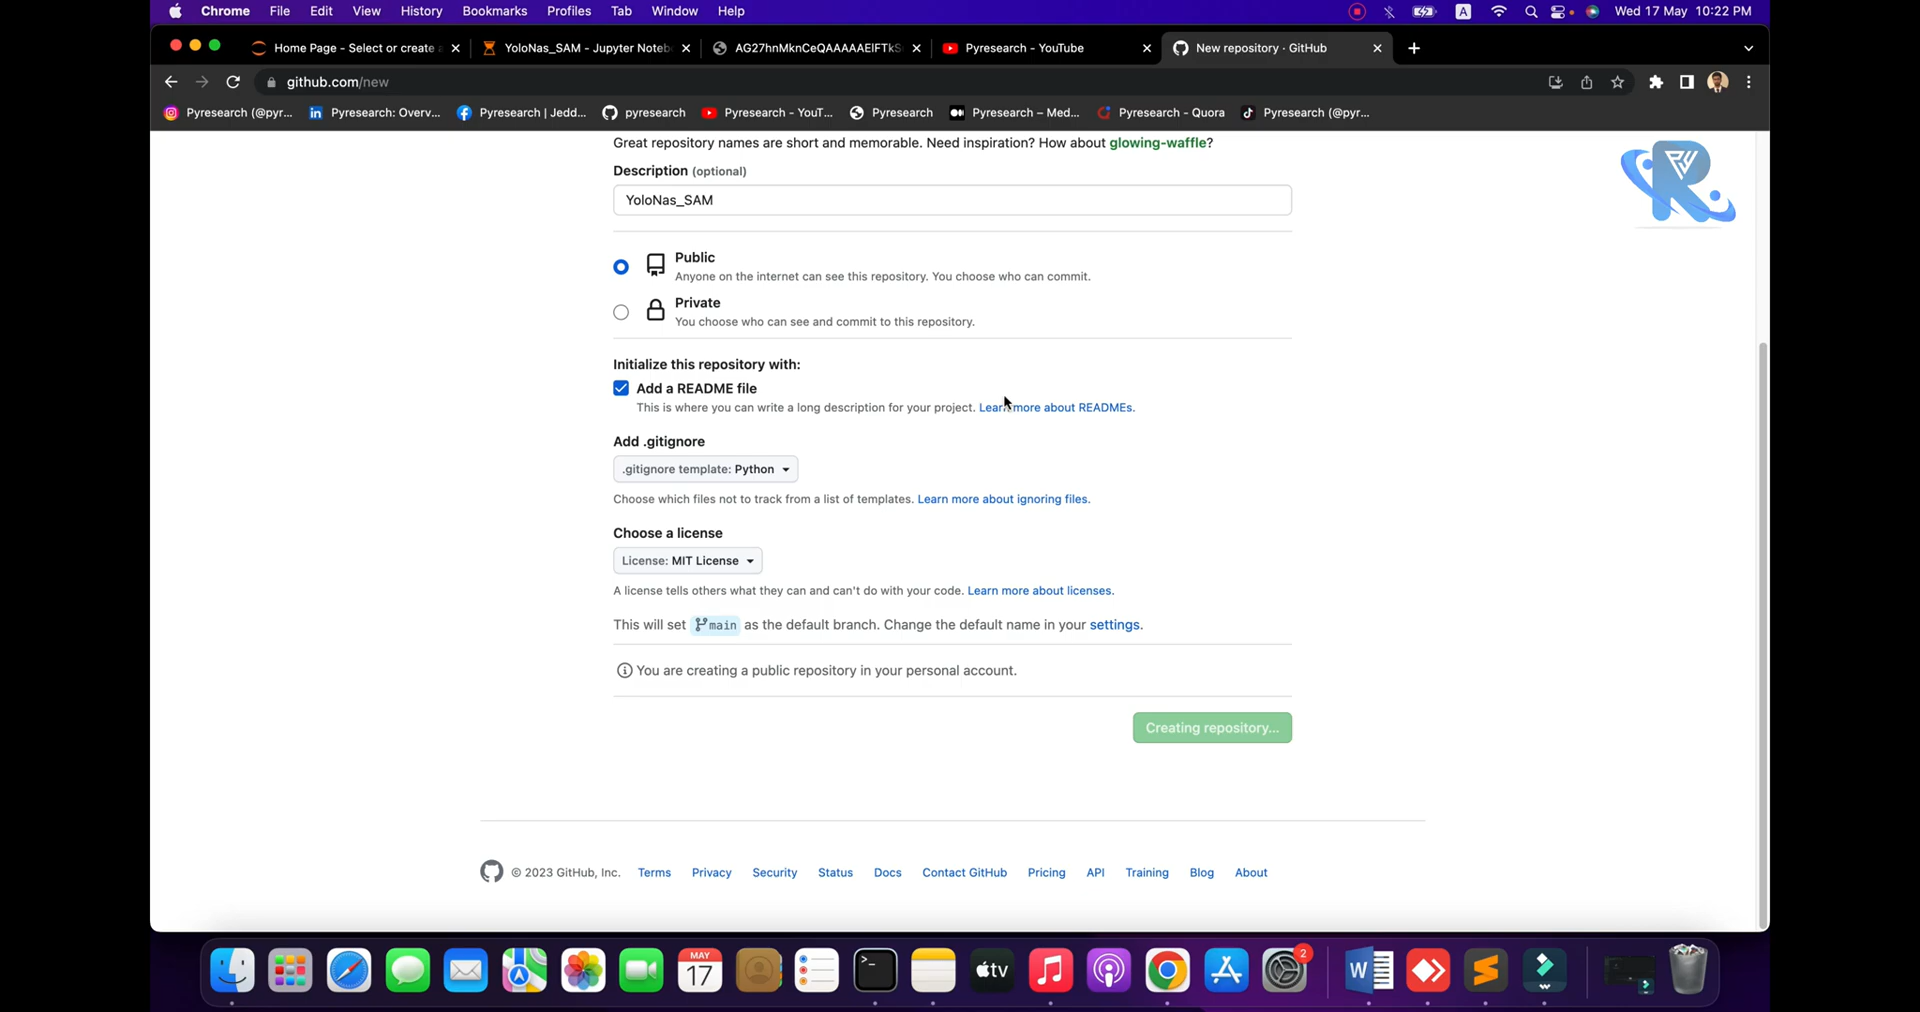 Chrome File Edit View History Bookmarks Profiles Tab Window Help
A
Wed 17 May 10:22 PM
Home Page - Select or create a
YoloNas_SAM - Jupyter Notebo
AG27hnMknCeQAAAAAElFTkS
Pyresearch - YouTube
New repository · GitHub
github.com/new
Pyresearch (@pyr...
Pyresearch: Overv...
Pyresearch | Jedd...
pyresearch
Pyresearch - YouT...
Pyresearch
Pyresearch – Med...
Pyresearch - Quora
Pyresearch (@pyr...
Great repository names are short and memorable. Need inspiration? How about glowing-waffle?
Description (optional)
YoloNas_SAM
Public
Anyone on the internet can see this repository. You choose who can commit.
Private
You choose who can see and commit to this repository.
Initialize this repository with:
Add a README file
This is where you can write a long description for your project. Learn more about READMEs.
Add .gitignore
.gitignore template: Python
Choose which files not to track from a list of templates. Learn more about ignoring files.
Choose a license
License: MIT License
A license tells others what they can and can't do with your code. Learn more about licenses.
This will set main as the default branch. Change the default name in your settings.
You are creating a public repository in your personal account.
Creating repository...
© 2023 GitHub, Inc. Terms Privacy Security Status Docs Contact GitHub Pricing API Training Blog About
MAY
17
tv
2
W